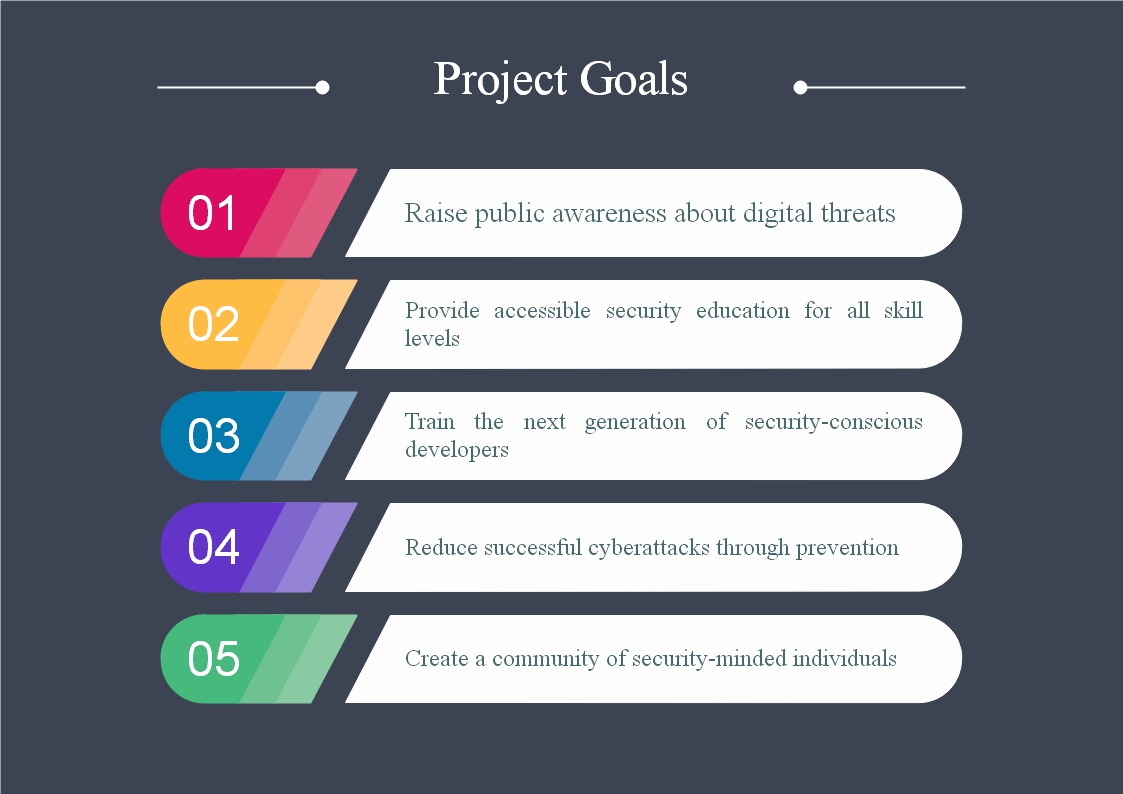 Project Goals
01
Raise public awareness about digital threats
02
Provide accessible security education for all skill
levels
03
Train the next generation of security-conscious
developers
04
Reduce successful cyberattacks through prevention
05
Create a community of security-minded individuals